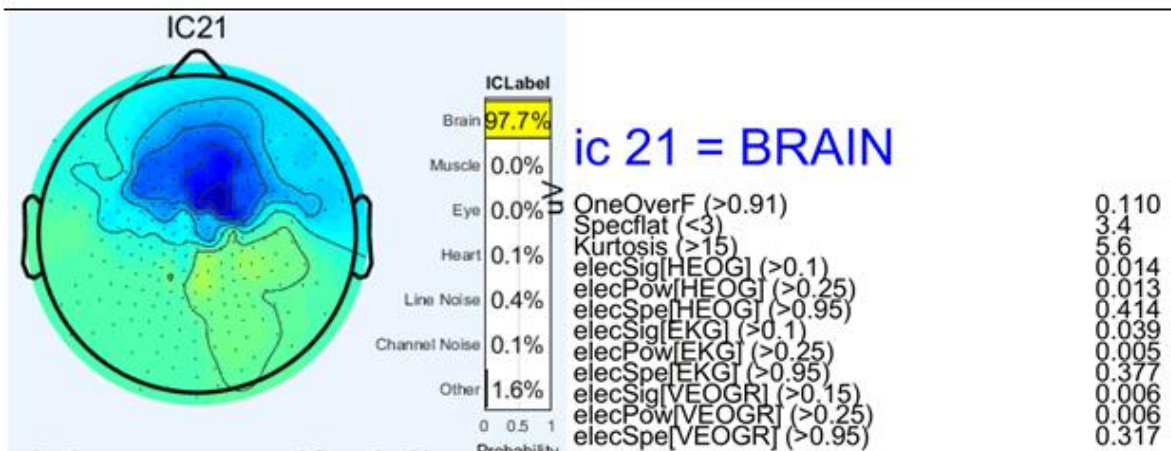 IC21
ICLabel
Brain 97.7%
Muscle 0.0%
Eye 0.0%
Heart 0.1%
Line Noise 0.4%
Channel Noise 0.1%
Other 1.6%
0 0.5 1
Probability
uV
ic 21 = BRAIN
OneOverF (>0.91) 0.110
Specflat (<3) 3.4
Kurtosis (>15) 5.6
elecSig[HEOG] (>0.1) 0.014
elecPow[HEOG] (>0.25) 0.013
elecSpe[HEOG] (>0.95) 0.414
elecSig[EKG] (>0.1) 0.039
elecPow[EKG] (>0.25) 0.005
elecSpe[EKG] (>0.95) 0.377
elecSig[VEOGR] (>0.15) 0.006
elecPow[VEOGR] (>0.25) 0.006
elecSpe[VEOGR] (>0.95) 0.317